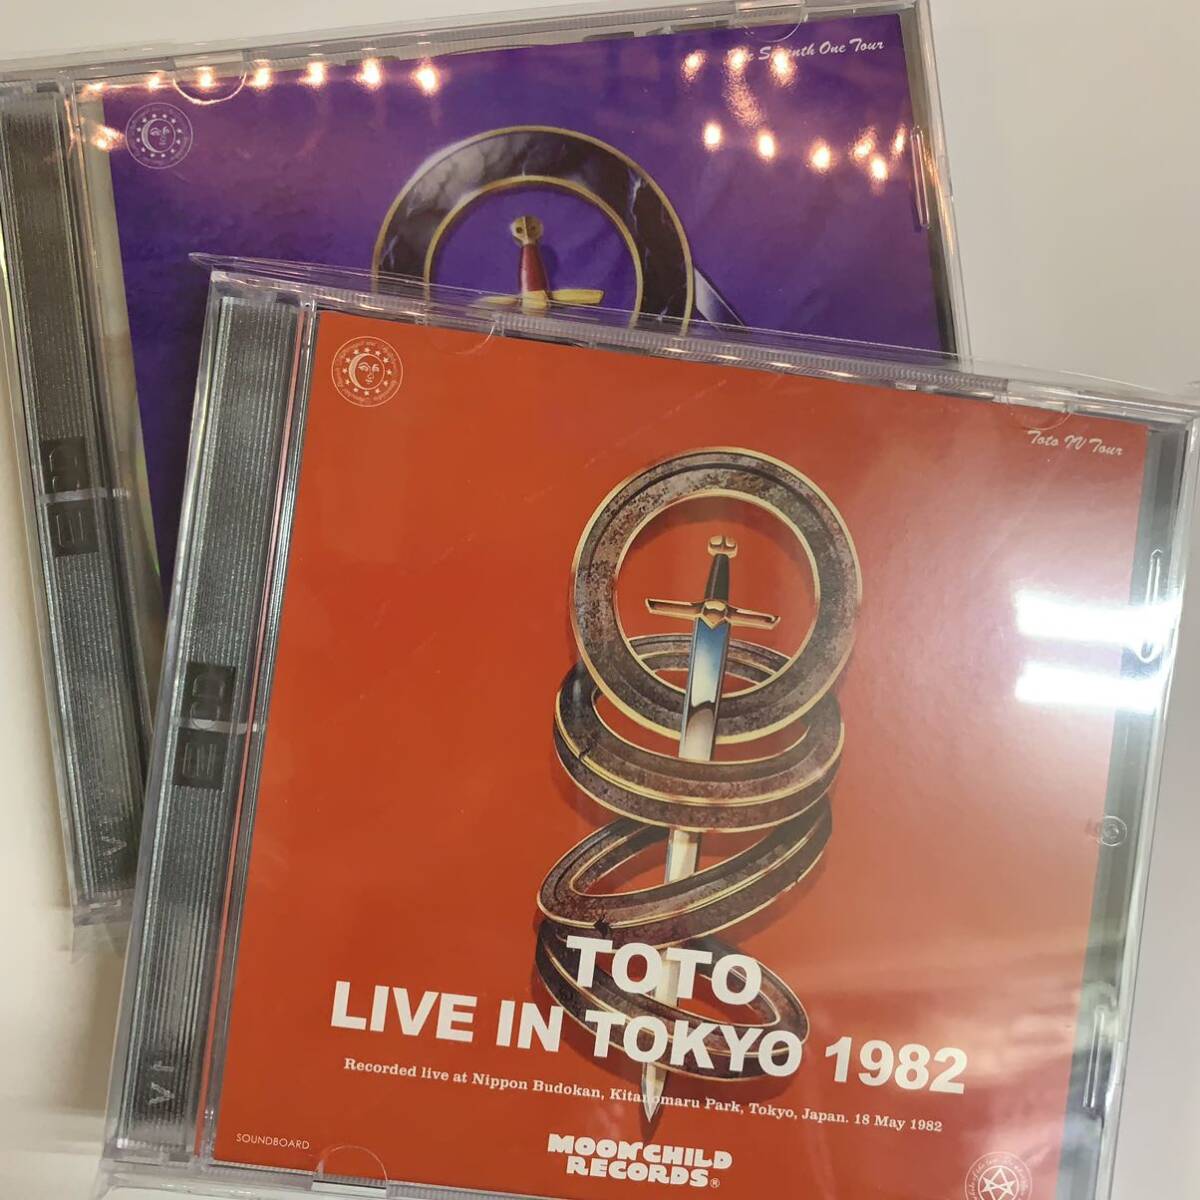 Seventh One Tour
Toto IV Tour
TOTO
LIVE IN TOKYO 1982
Recorded live at Nippon Budokan, Kitanomaru Park, Tokyo, Japan. 18 May 1982
SOUNDBOARD
MOONCHILD
RECORDS®